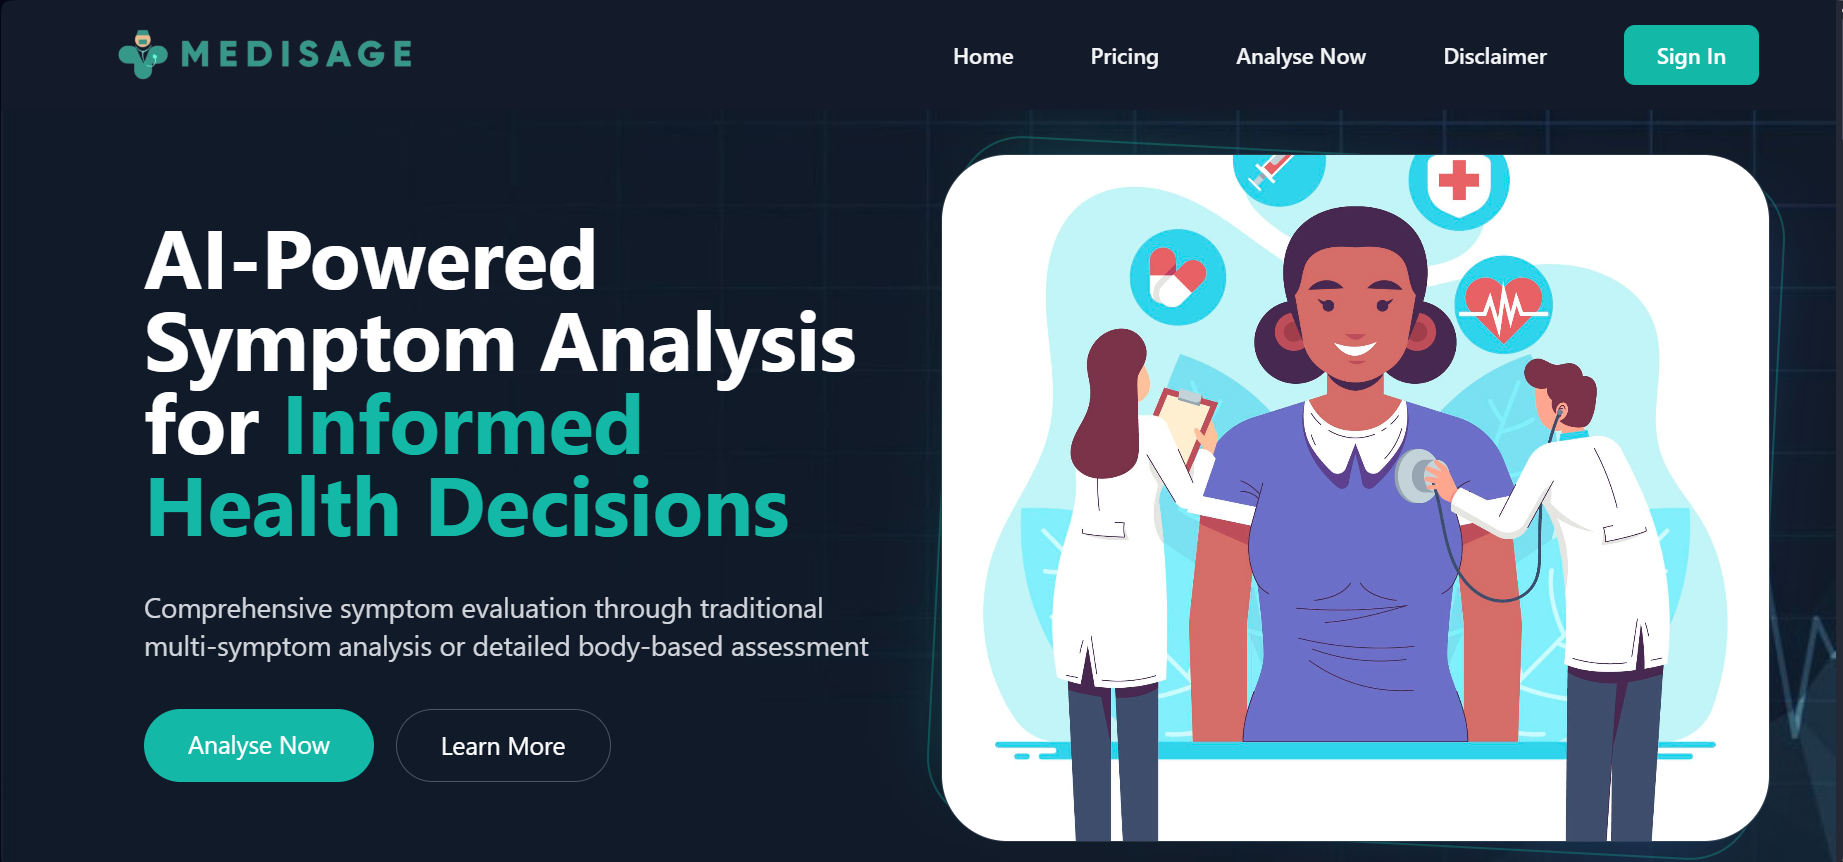 MEDISAGE
Home
Pricing
Analyse Now
Disclaimer
Sign In
AI-Powered
Symptom Analysis
for Informed
Health Decisions
Comprehensive symptom evaluation through traditional
multi-symptom analysis or detailed body-based assessment
Analyse Now
Learn More